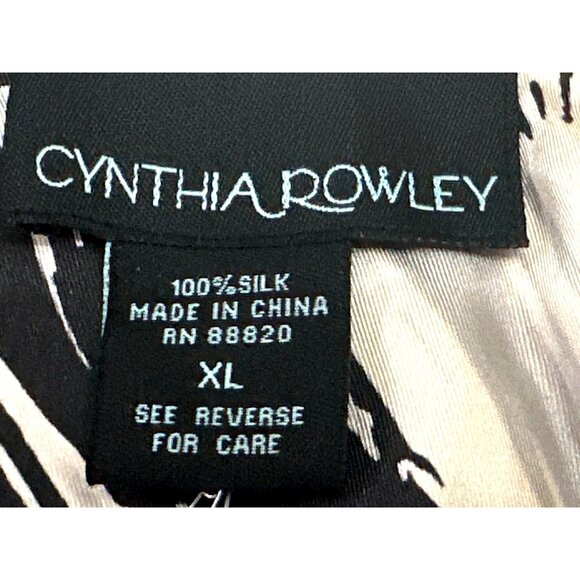 CYNTHIA ROWLEY
100% SILK
MADE IN CHINA
RN 88820
XL
SEE REVERSE
FOR CARE